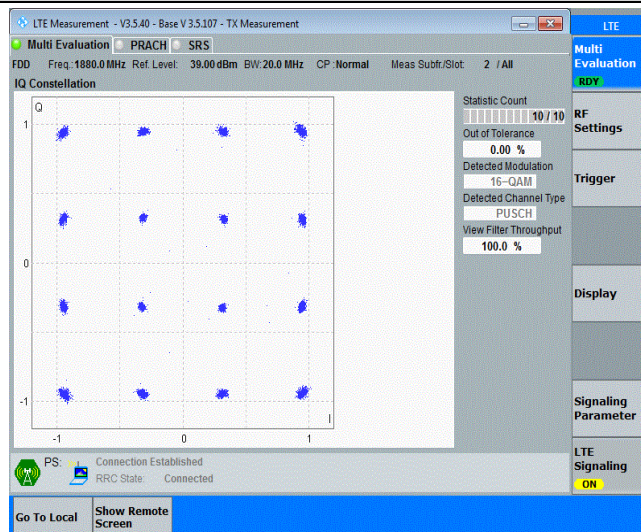 LTE Measurement - V3.5.40 - Base V 3.5.107 - TX Measurement
LTE
Multi Evaluation PRACH SRS
Multi Evaluation
RDY
FDD Freq.:1880.0 MHz Ref. Level: 39.00 dBm BW:20.0 MHz CP :Normal Meas Subfr./Slot: 2 / All
IQ Constellation
Q
1
0
-1
-1 0 1
I
Statistic Count
10 / 10
Out of Tolerance
0.00 %
Detected Modulation
16-QAM
Detected Channel Type
PUSCH
View Filter Throughput
100.0 %
RF
Settings
Trigger
Display
Signaling
Parameter
LTE
Signaling
ON
PS: Connection Established
RRC State: Connected
Go To Local
Show Remote
Screen